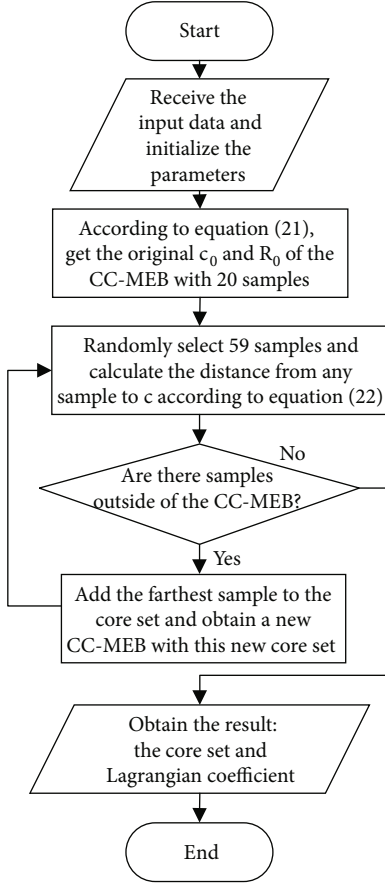 Start
Receive the
input data and
initialize the
parameters
According to equation (21),
get the original c₀ and R₀ of the
CC-MEB with 20 samples
Randomly select 59 samples and
calculate the distance from any
sample to c according to equation (22)
No
Are there samples
outside of the CC-MEB?
Yes
Add the farthest sample to the
core set and obtain a new
CC-MEB with this new core set
Obtain the result:
the core set and
Lagrangian coefficient
End